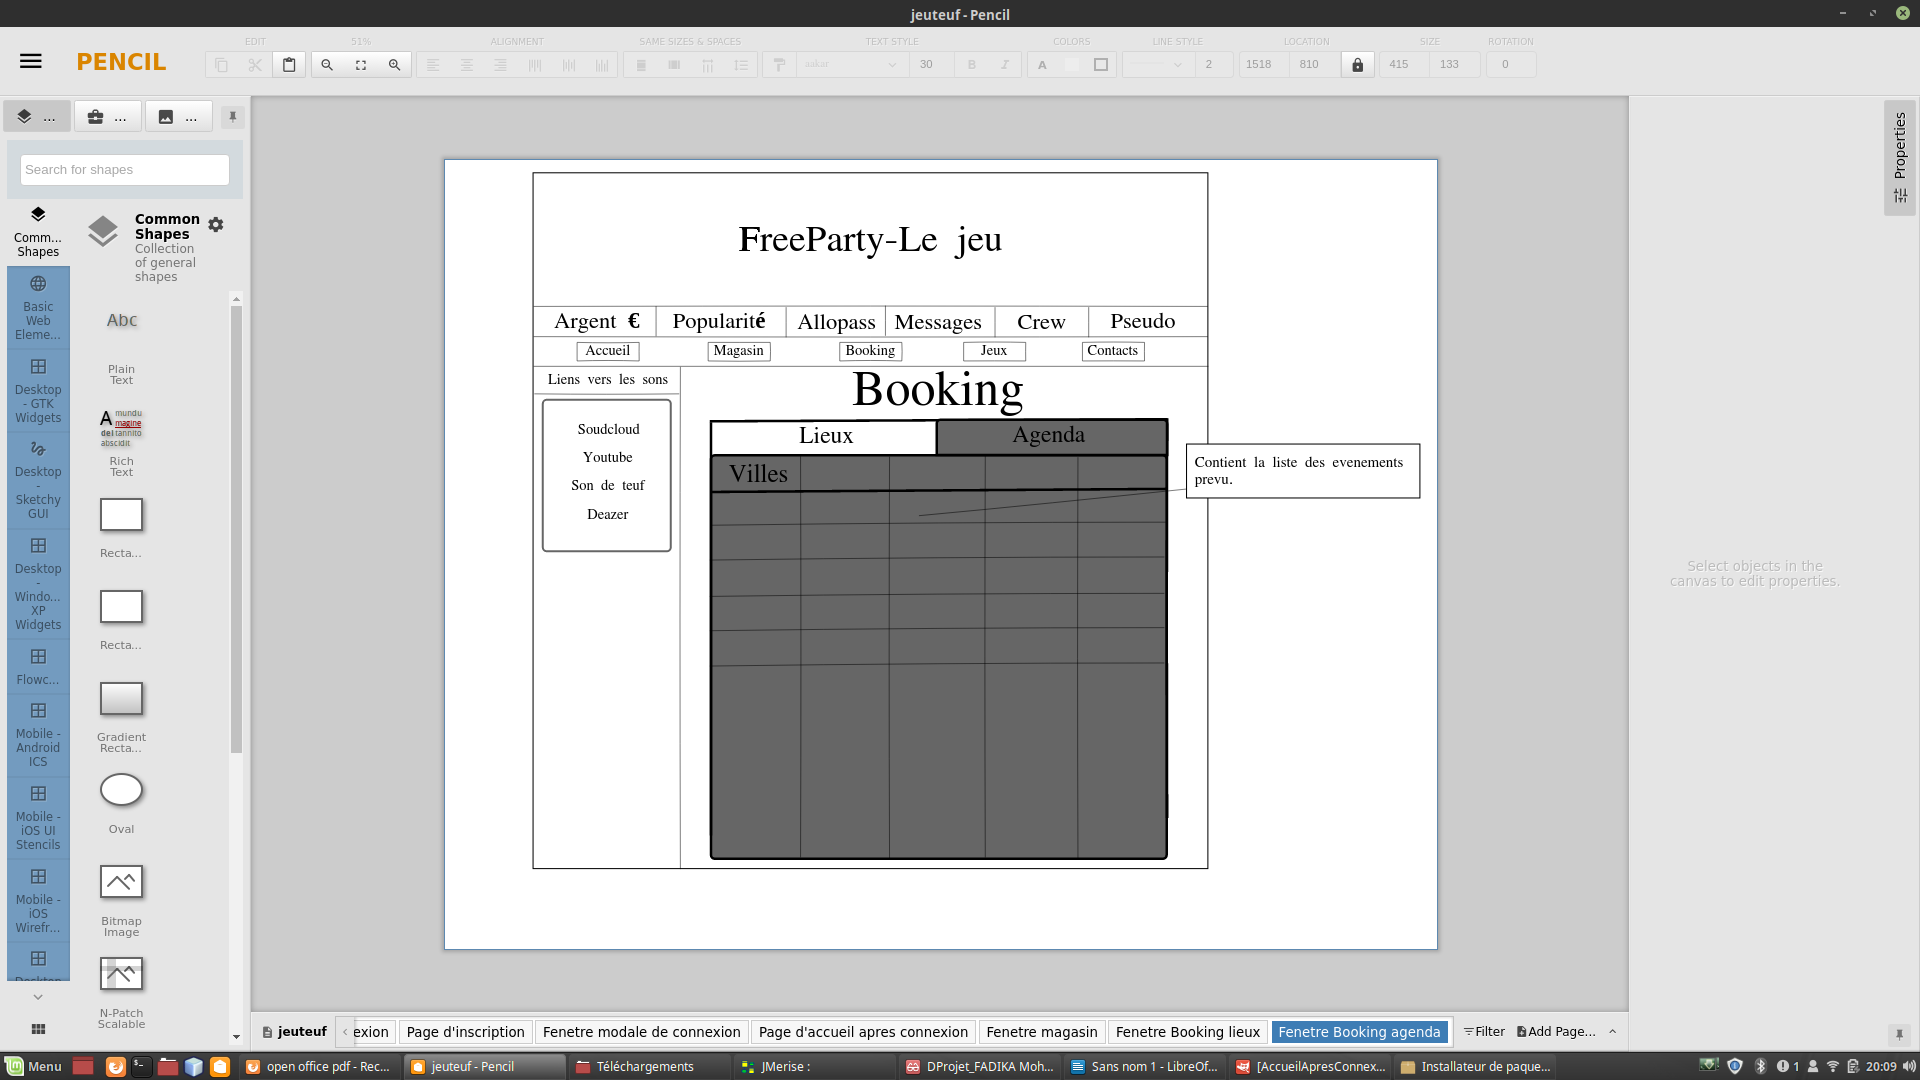 jeuteuf - Pencil
PENCIL
EDIT
51%
ALIGNMENT
SAME SIZES & SPACES
TEXT STYLE
COLORS
LINE STYLE
LOCATION
SIZE
ROTATION
aakar
30
B
I
A
2
1518
810
415
133
0
...
...
...
Search for shapes
Comm...
Shapes
Basic
Web
Eleme...
Desktop
- GTK
Widgets
Desktop
-
Sketchy
GUI
Desktop
-
Windo...
XP
Widgets
Flowc...
Mobile -
Android
ICS
Mobile -
iOS UI
Stencils
Mobile -
iOS
Wirefr...
Desktop
Common
Shapes
Collection
of general
shapes
Abc
Plain
Text
A mundu
magine
del tannito
abscidit
Rich
Text
Recta...
Recta...
Gradient
Recta...
Oval
Bitmap
Image
N-Patch
Scalable
FreeParty-Le jeu
Argent €
Popularité
Allopass
Messages
Crew
Pseudo
Accueil
Magasin
Booking
Jeux
Contacts
Liens vers les sons
Soudcloud
Youtube
Son de teuf
Deazer
Booking
Lieux
Agenda
Villes
Contient la liste des evenements
prevu.
Properties
Select objects in the
canvas to edit properties.
jeuteuf
exion
Page d'inscription
Fenetre modale de connexion
Page d'accueil apres connexion
Fenetre magasin
Fenetre Booking lieux
Fenetre Booking agenda
Filter
Add Page...
Menu
open office pdf - Rec...
jeuteuf - Pencil
Téléchargements
JMerise :
DProjet_FADIKA Moh...
Sans nom 1 - LibreOf...
[AccueilApresConnex...
Installateur de paque...
1
20:09